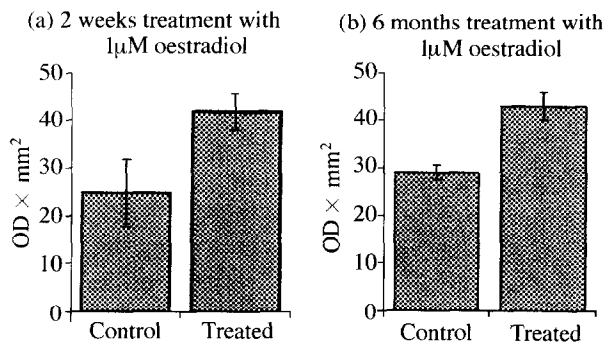 (a) 2 weeks treatment with
1μM oestradiol
50
40
30
20
10
0
OD × mm²
Control Treated
(b) 6 months treatment with
1μM oestradiol
50
40
30
20
10
0
OD × mm²
Control Treated